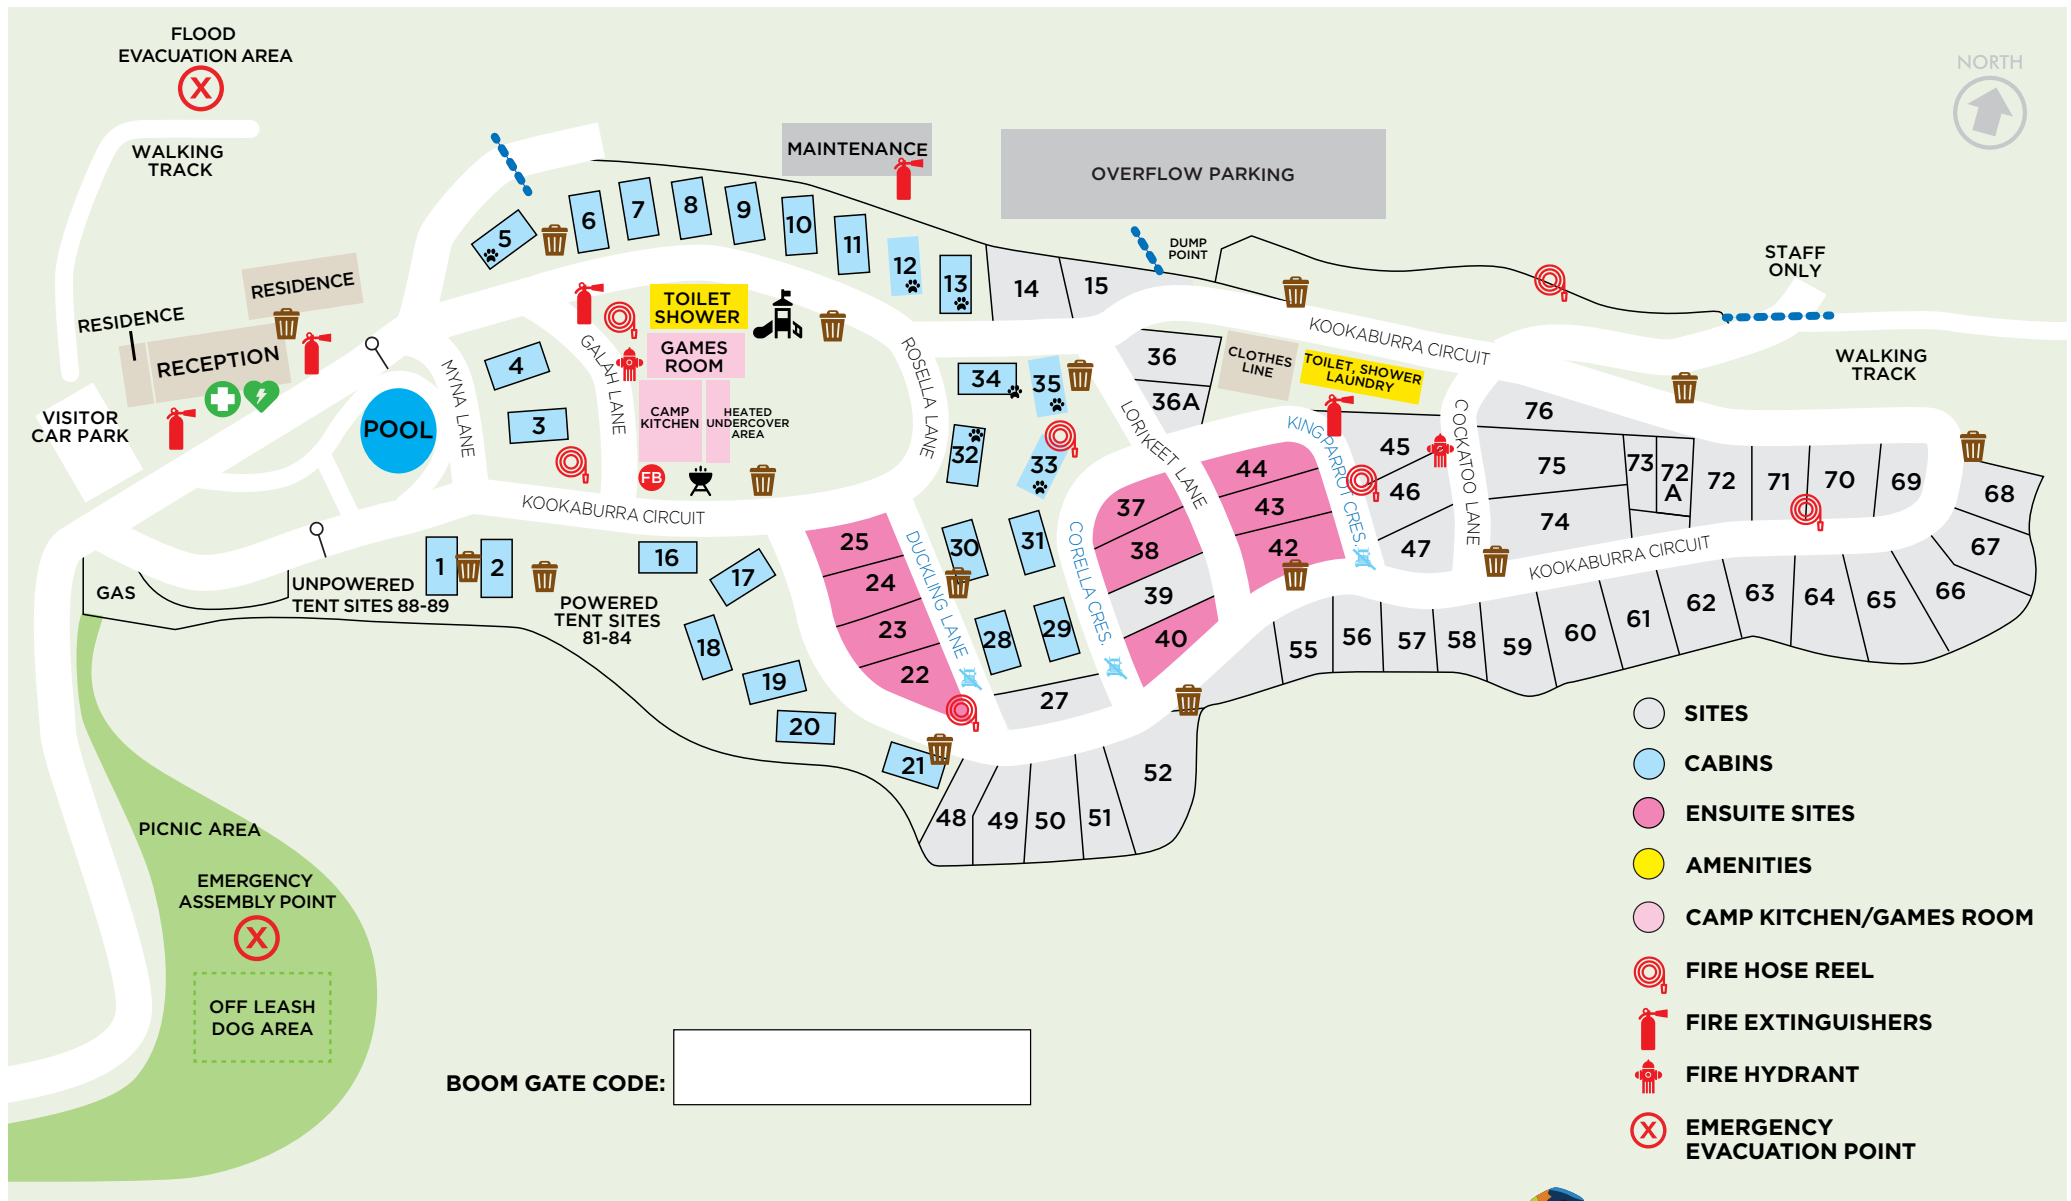 FLOOD
EVACUATION AREA
X
WALKING
TRACK
NORTH
MAINTENANCE
OVERFLOW PARKING
DUMP
POINT
STAFF
ONLY
WALKING
TRACK
RESIDENCE
RESIDENCE
RECEPTION
VISITOR
CAR PARK
POOL
MYNA LANE
GALAH LANE
TOILET
SHOWER
GAMES
ROOM
CAMP
KITCHEN
HEATED
UNDERCOVER
AREA
FB
ROSELLA LANE
KOOKABURRA CIRCUIT
5
6
7
8
9
10
11
12
13
14
15
4
3
34
35
32
33
36
36A
CLOTHES
LINE
TOILET, SHOWER
LAUNDRY
KOOKABURRA CIRCUIT
LORIKEET LANE
KING PARROT CRES.
COCKATOO LANE
76
75
74
73
72
A
72
71
70
69
68
67
66
45
46
47
44
43
42
37
38
39
40
CORELLA CRES.
DUCKLING LANE
KOOKABURRA CIRCUIT
25
24
23
22
30
31
28
29
27
GAS
UNPOWERED
TENT SITES 88-89
1
2
POWERED
TENT SITES
81-84
16
17
18
19
20
21
48
49
50
51
52
55
56
57
58
59
60
61
62
63
64
65
PICNIC AREA
EMERGENCY
ASSEMBLY POINT
X
OFF LEASH
DOG AREA
BOOM GATE CODE:
SITES
CABINS
ENSUITE SITES
AMENITIES
CAMP KITCHEN/GAMES ROOM
FIRE HOSE REEL
FIRE EXTINGUISHERS
FIRE HYDRANT
X
EMERGENCY
EVACUATION POINT